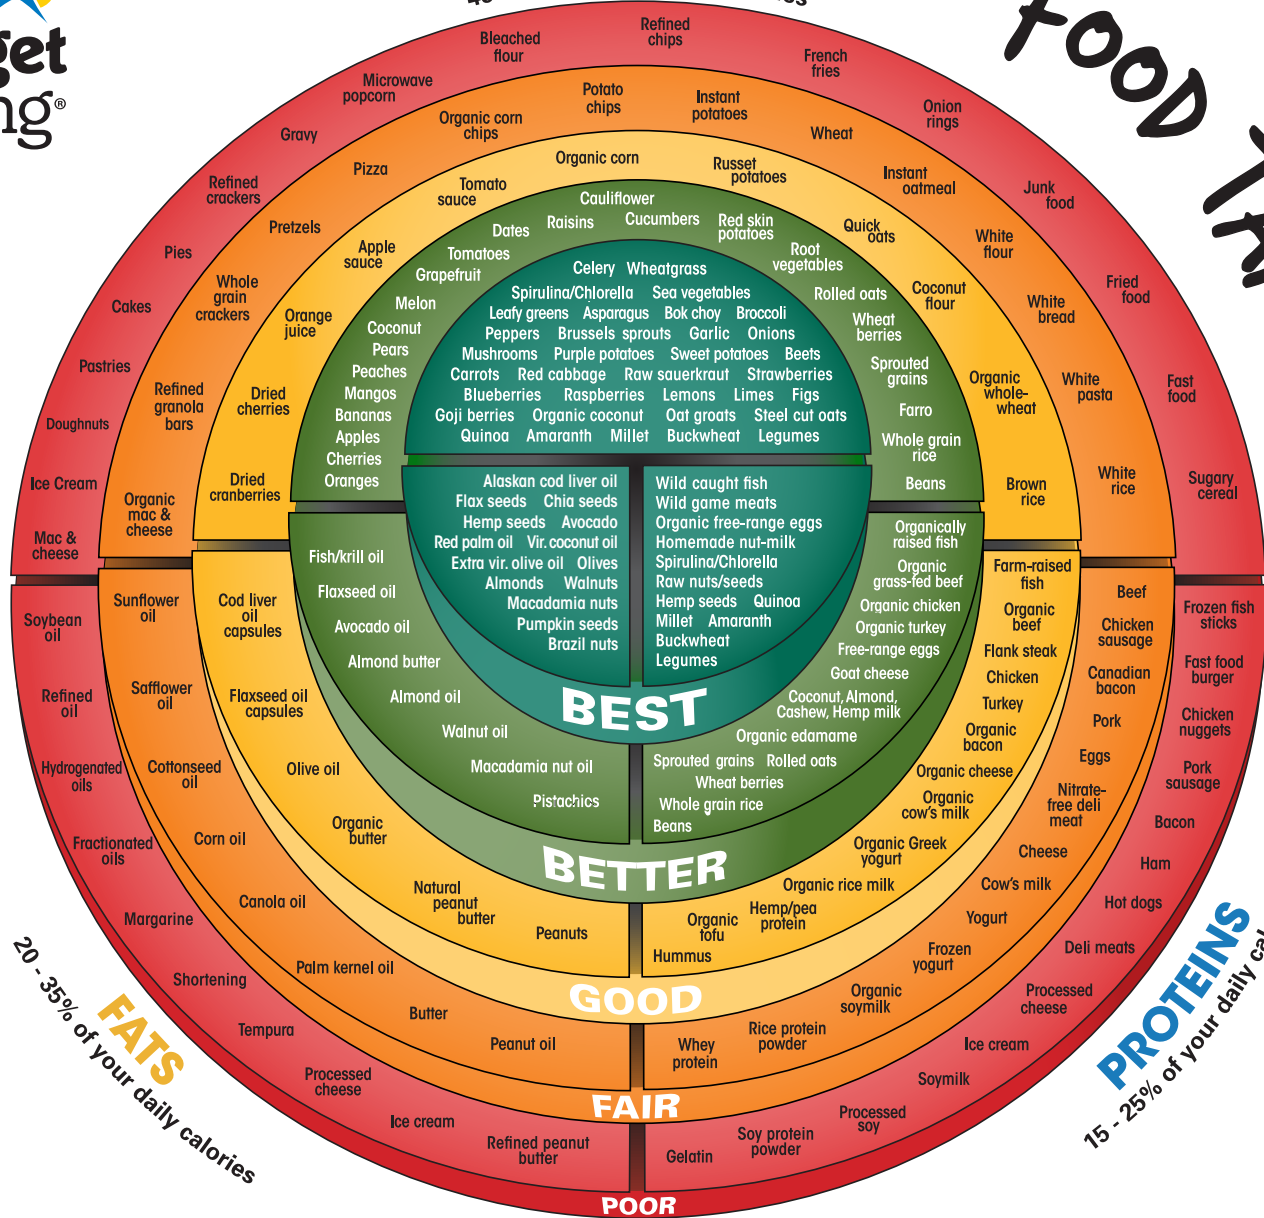 get
ng®
FOOD TA
Refined
chips
Bleached
flour
French
fries
Microwave
popcorn
Onion
rings
Gravy
Junk
food
Refined
crackers
Fried
food
Pies
Cakes
Fast
food
Pastries
Doughnuts
Sugary
cereal
Ice Cream
Mac &
cheese
Potato
chips
Instant
potatoes
Organic corn
chips
Wheat
Pizza
Instant
oatmeal
Pretzels
White
flour
Whole
grain
crackers
White
bread
Refined
granola
bars
White
pasta
Organic
mac &
cheese
White
rice
Organic corn
Russet
potatoes
Tomato
sauce
Quick
oats
Apple
sauce
Coconut
flour
Orange
juice
Organic
whole-
wheat
Dried
cherries
Dried
cranberries
Brown
rice
Cauliflower
Raisins
Cucumbers
Red skin
potatoes
Dates
Root
vegetables
Tomatoes
Grapefruit
Rolled oats
Melon
Wheat
berries
Coconut
Pears
Peaches
Sprouted
grains
Mangos
Bananas
Farro
Apples
Whole grain
rice
Cherries
Oranges
Beans
Celery Wheatgrass
Spirulina/Chlorella Sea vegetables
Leafy greens Asparagus Bok choy Broccoli
Peppers Brussels sprouts Garlic Onions
Mushrooms Purple potatoes Sweet potatoes Beets
Carrots Red cabbage Raw sauerkraut Strawberries
Blueberries Raspberries Lemons Limes Figs
Goji berries Organic coconut Oat groats Steel cut oats
Quinoa Amaranth Millet Buckwheat Legumes
Alaskan cod liver oil
Flax seeds Chia seeds
Hemp seeds Avocado
Red palm oil Vir. coconut oil
Extra vir. olive oil Olives
Almonds Walnuts
Macadamia nuts
Pumpkin seeds
Brazil nuts
Wild caught fish
Wild game meats
Organic free-range eggs
Homemade nut-milk
Spirulina/Chlorella
Raw nuts/seeds
Hemp seeds Quinoa
Millet Amaranth
Buckwheat
Legumes
BEST
Fish/krill oil
Flaxseed oil
Avocado oil
Almond butter
Almond oil
Walnut oil
Macadamia nut oil
Pistachics
Organically
raised fish
Organic
grass-fed beef
Organic chicken
Organic turkey
Free-range eggs
Goat cheese
Coconut, Almond,
Cashew, Hemp milk
Organic edamame
Sprouted grains Rolled oats
Wheat berries
Whole grain rice
Beans
BETTER
Cod liver
oil
capsules
Flaxseed oil
capsules
Olive oil
Organic
butter
Natural
peanut
butter
Peanuts
Farm-raised
fish
Organic
beef
Flank steak
Chicken
Turkey
Organic
bacon
Organic cheese
Organic
cow's milk
Organic Greek
yogurt
Organic rice milk
Hemp/pea
protein
Organic
tofu
Hummus
GOOD
Sunflower
oil
Safflower
oil
Cottonseed
oil
Corn oil
Canola oil
Palm kernel oil
Butter
Peanut oil
Beef
Chicken
sausage
Canadian
bacon
Pork
Eggs
Nitrate-
free deli
meat
Cheese
Cow's milk
Yogurt
Frozen
yogurt
Organic
soymilk
Rice protein
powder
Whey
protein
FAIR
Soybean
oil
Refined
oil
Hydrogenated
oils
Fractionated
oils
Margarine
Shortening
Tempura
Processed
cheese
Ice cream
Refined peanut
butter
Frozen fish
sticks
Fast food
burger
Chicken
nuggets
Pork
sausage
Bacon
Ham
Hot dogs
Deli meats
Processed
cheese
Ice cream
Soymilk
Processed
soy
Soy protein
powder
Gelatin
POOR
FATS
20 - 35% of your daily calories
PROTEINS
15 - 25% of your daily cal